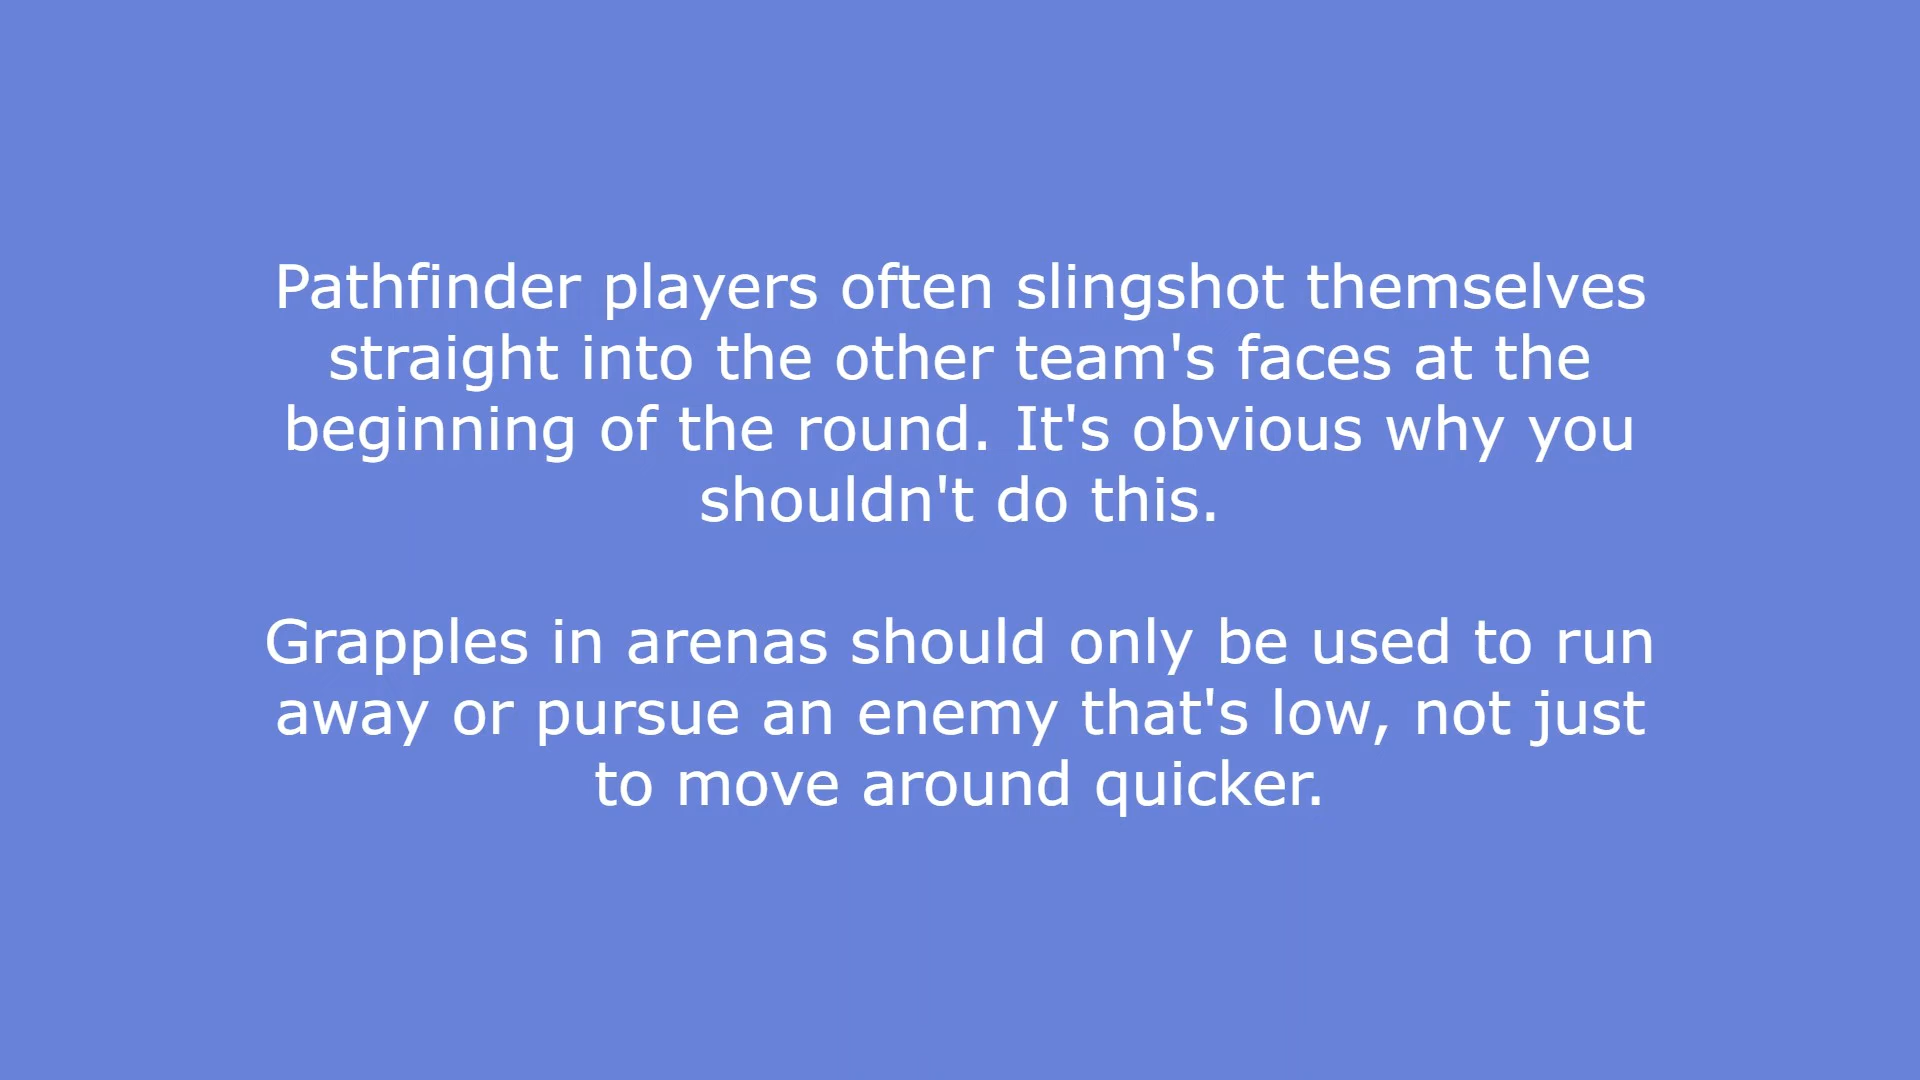 Pathfinder players often slingshot themselves
straight into the other team's faces at the
beginning of the round. It's obvious why you
shouldn't do this.
Grapples in arenas should only be used to run
away or pursue an enemy that's low, not just
to move around quicker.